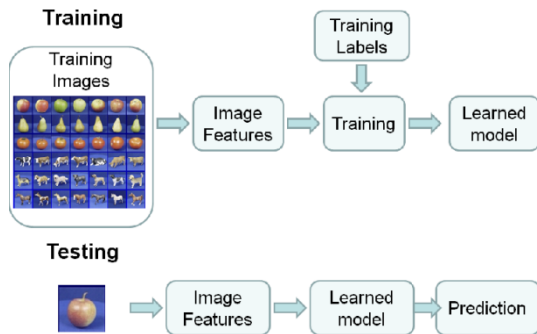 Training
Training
Images
Training
Labels
Image
Features
Training
Learned
model
Testing
Image
Features
Learned
model
Prediction